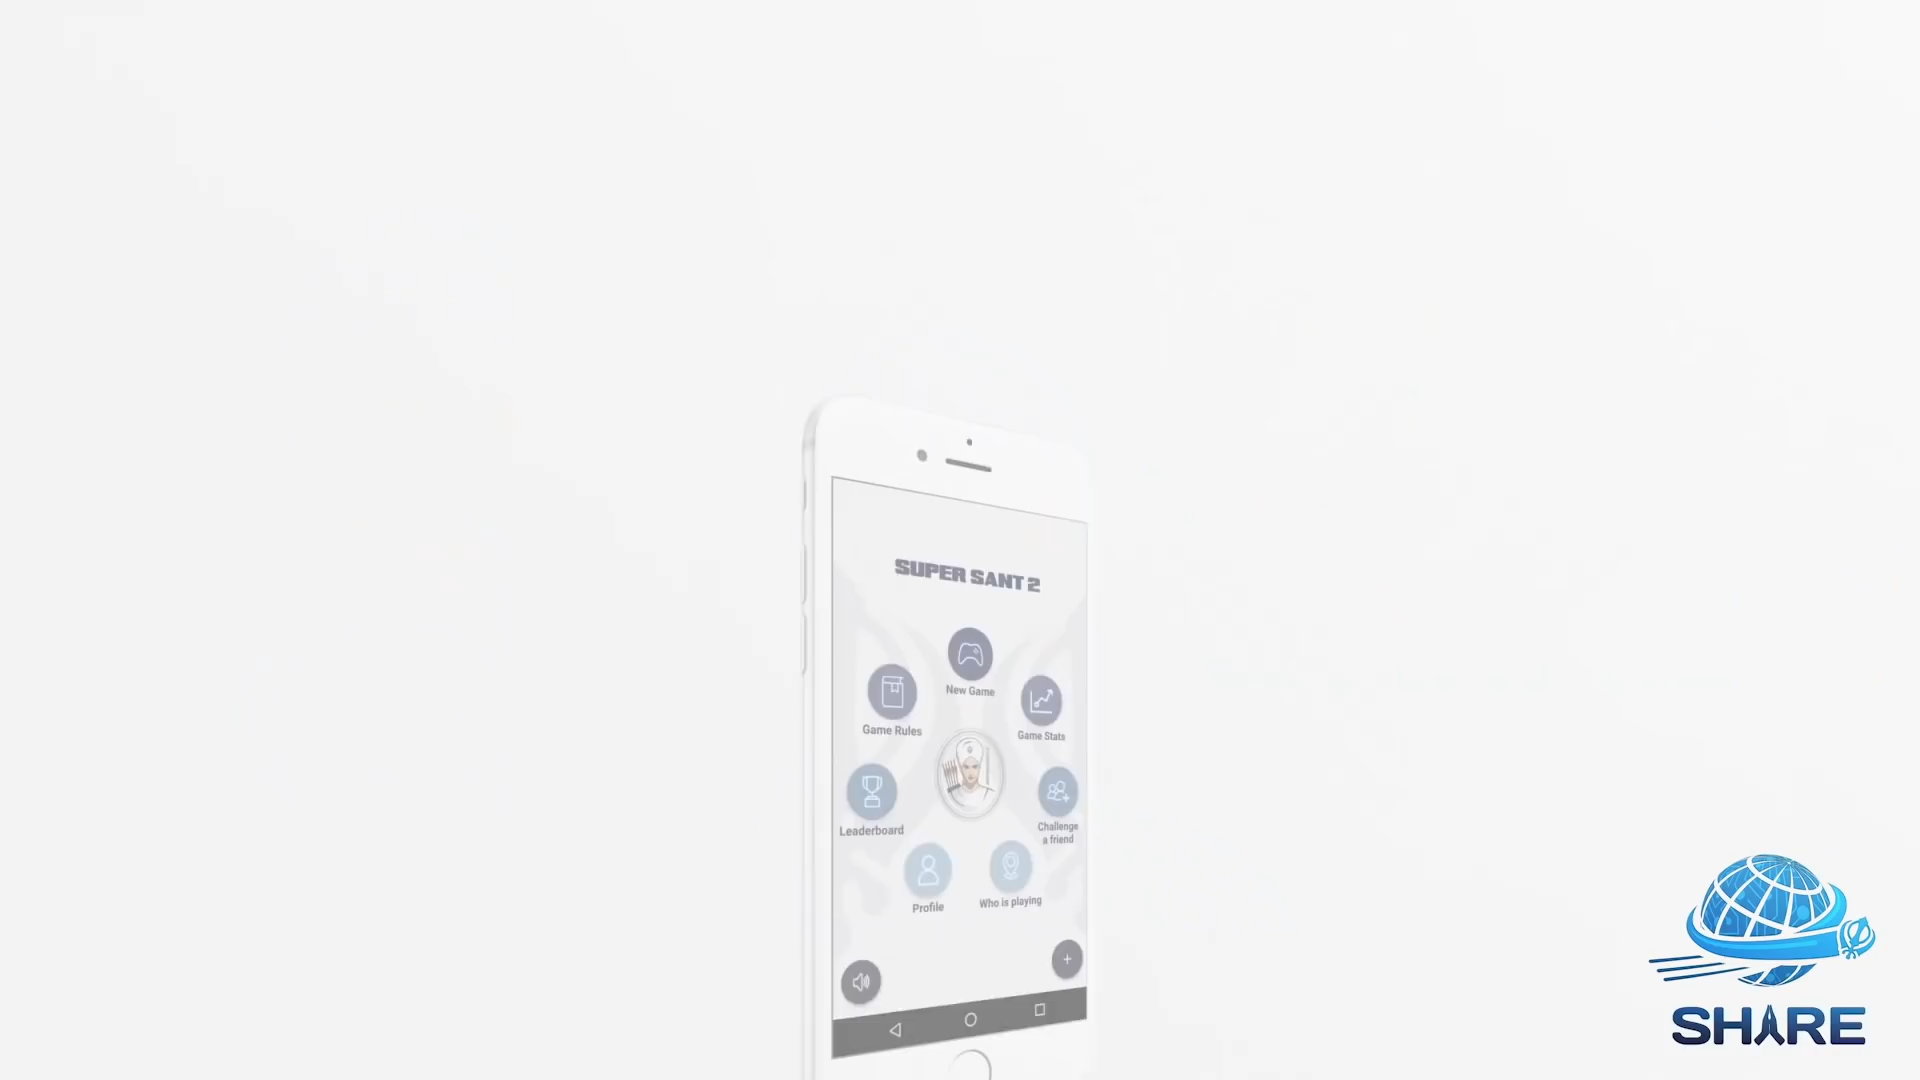 SUPER SANT 2
New Game
Game Rules
Game Stats
Leaderboard
Challenge
a friend
Profile
Who is playing
SHARE